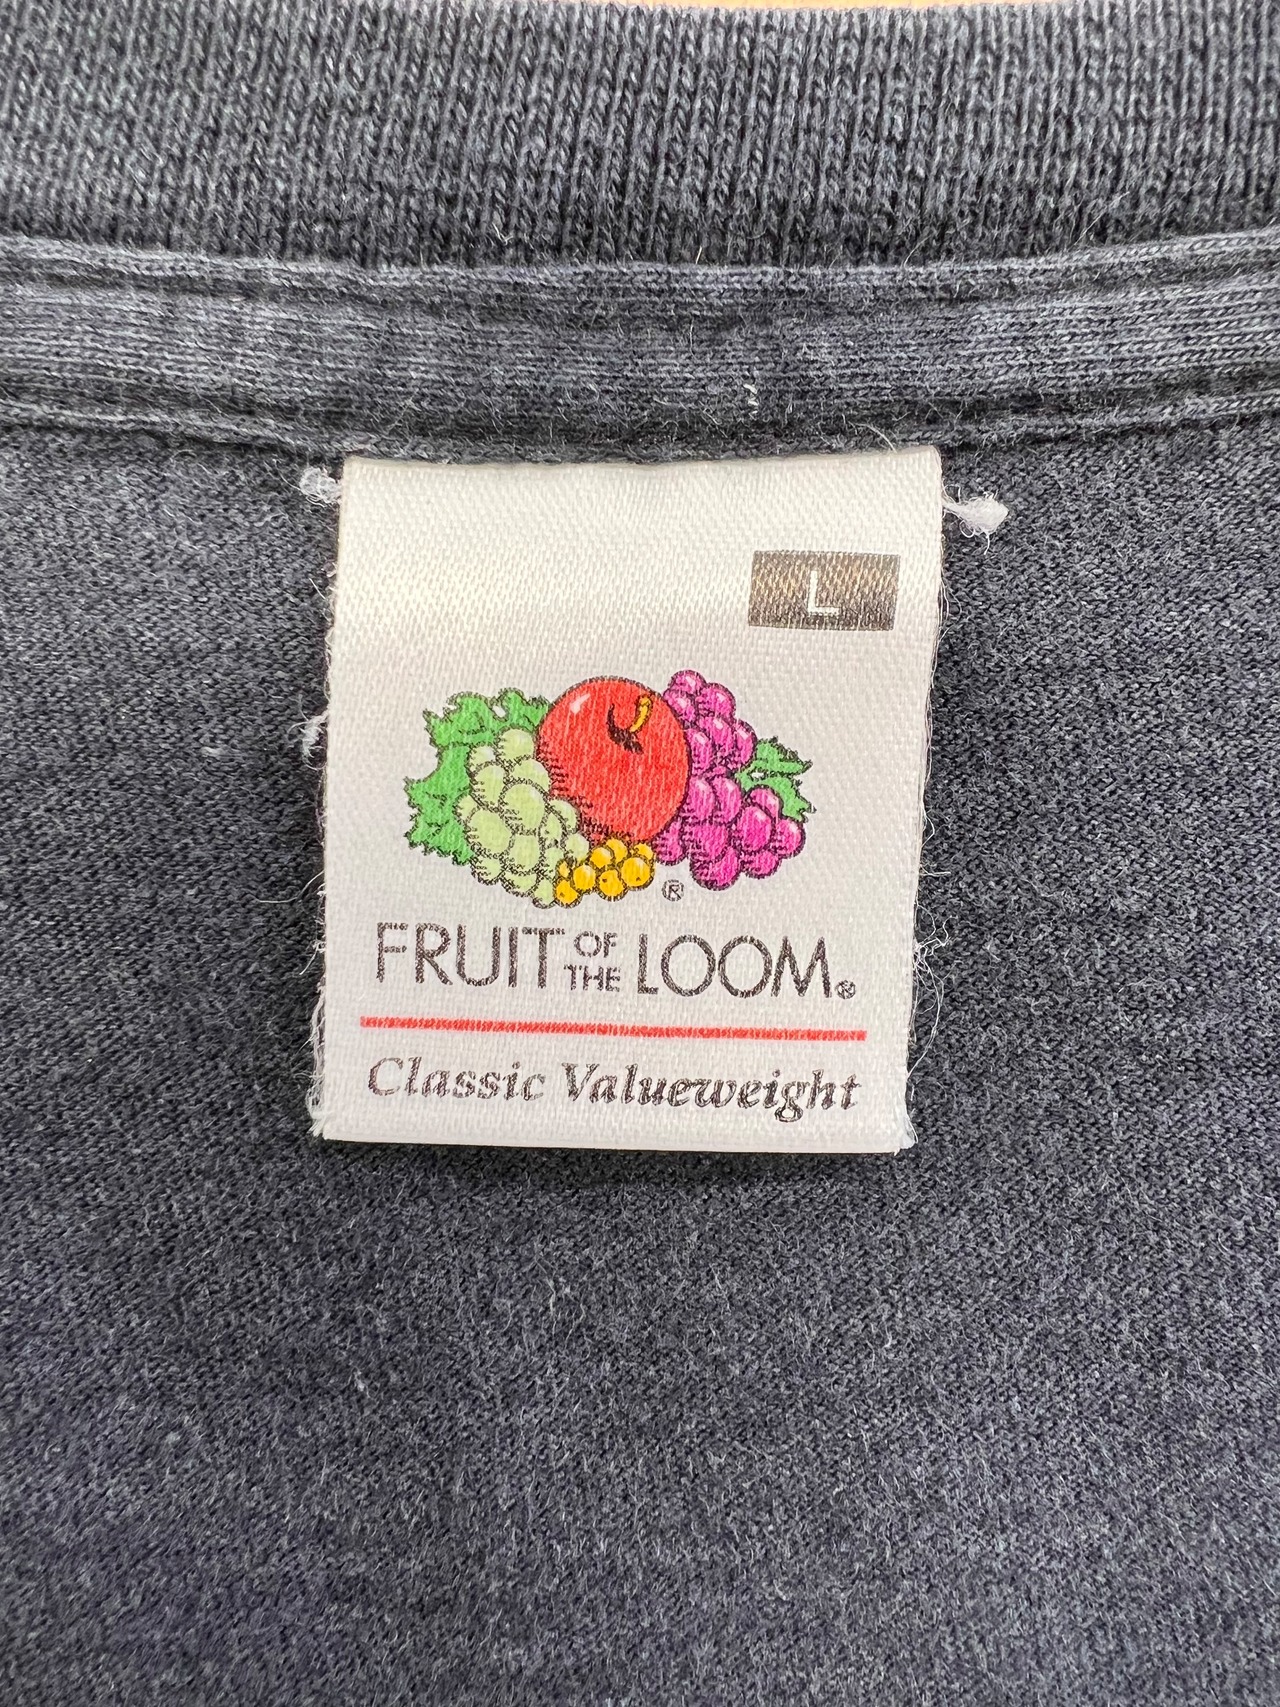 L
®
FRUIT OF THE LOOM®
Classic Valueweight